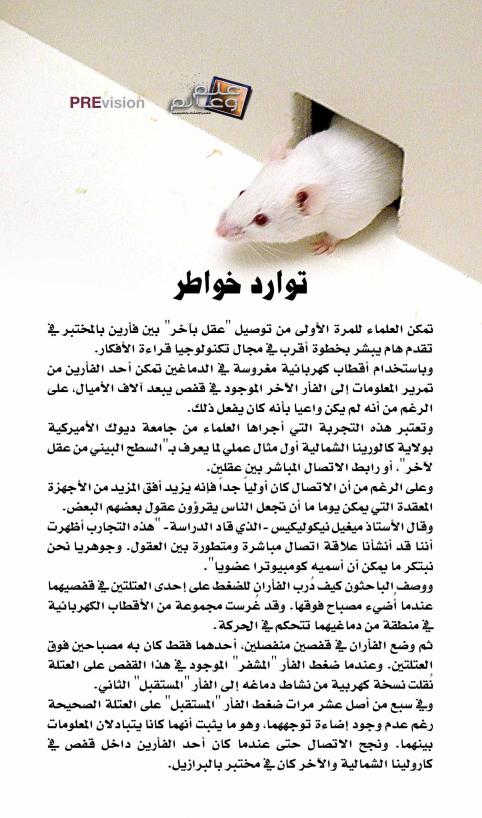 PREvision
علم
وعالم
توارد خواطر
تمكن العلماء للمرة الأولى من توصيل "عقل بآخر" بين فأرين بالمختبر في
تقدم هام يبشر بخطوة أقرب في مجال تكنولوجيا قراءة الأفكار.
وباستخدام أقطاب كهربائية مغروسة في الدماغين تمكن أحد الفأرين من
تمرير المعلومات إلى الفأر الآخر الموجود في قفص يبعد آلاف الأميال، على
الرغم من أنه لم يكن واعيا بأنه كان يفعل ذلك.
وتعتبر هذه التجربة التي أجراها العلماء من جامعة ديوك الأميركية
بولاية كالورينا الشمالية أول مثال عملي لما يعرف بـ"السطح البيني من عقل
لآخر"، أو رابط الاتصال المباشر بين عقلين.
وعلى الرغم من أن الاتصال كان أولياً جداً فإنه يزيد أفق المزيد من الأجهزة
المعقدة التي يمكن يوما ما أن تجعل الناس يقرؤون عقول بعضهم البعض.
وقال الأستاذ ميغيل نيكوليكيس - الذي قاد الدراسة - "هذه التجارب أظهرت
أننا قد أنشأنا علاقة اتصال مباشرة ومتطورة بين العقول. وجوهريا نحن
نبتكر ما يمكن أن أسميه كومبيوترا عضويا".
ووصف الباحثون كيف دُرب الفأران للضغط على إحدى العتلتين في قفصيهما
عندما أُضيء مصباح فوقها. وقد غُرست مجموعة من الأقطاب الكهربائية
في منطقة من دماغيهما تتحكم في الحركة.
ثم وضع الفأران في قفصين منفصلين، أحدهما فقط كان به مصباحين فوق
العتلتين. وعندما ضغط الفأر "المشفر" الموجود في هذا القفص على العتلة
نُقلت نسخة كهربية من نشاط دماغه إلى الفأر "المستقبل" الثاني.
وفي سبع من أصل عشر مرات ضغط الفأر "المستقبل" على العتلة الصحيحة
رغم عدم وجود إضاءة توجههما، وهو ما يثبت أنهما كانا يتبادلان المعلومات
بينهما. ونجح الاتصال حتى عندما كان أحد الفأرين داخل قفص في
كارولينا الشمالية والآخر كان في مختبر بالبرازيل.